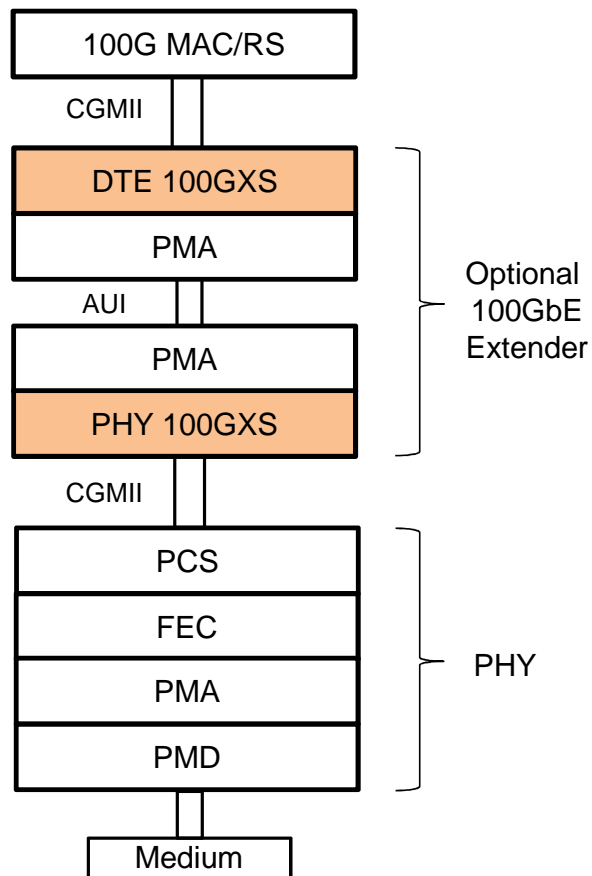 100G MAC/RS
CGMII
DTE 100GXS
PMA
AUI
PMA
PHY 100GXS
Optional
100GbE
Extender
CGMII
PCS
FEC
PMA
PMD
PHY
Medium